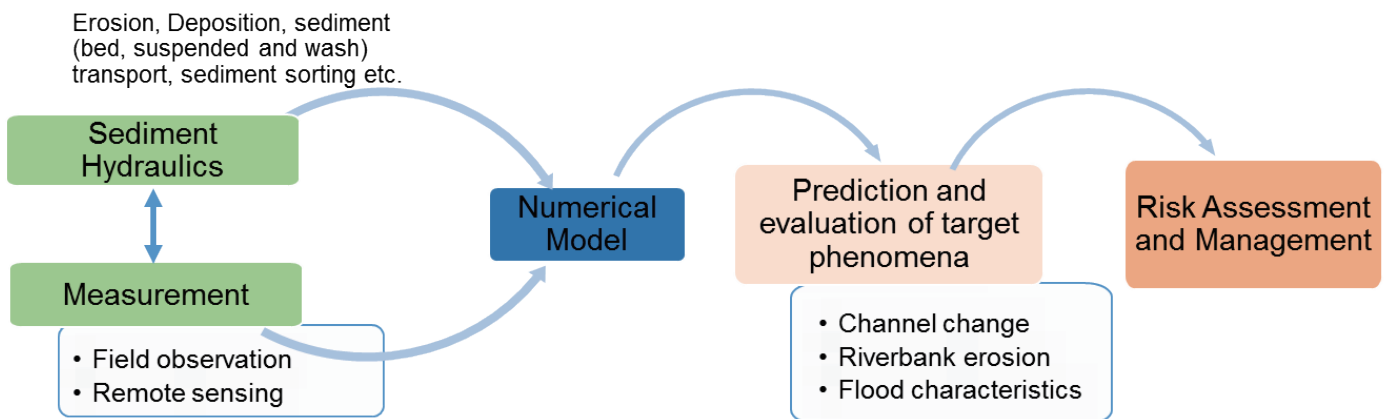 Erosion, Deposition, sediment
(bed, suspended and wash)
transport, sediment sorting etc.
Sediment
Hydraulics
Measurement
• Field observation
• Remote sensing
Numerical
Model
Prediction and
evaluation of target
phenomena
• Channel change
• Riverbank erosion
• Flood characteristics
Risk Assessment
and Management